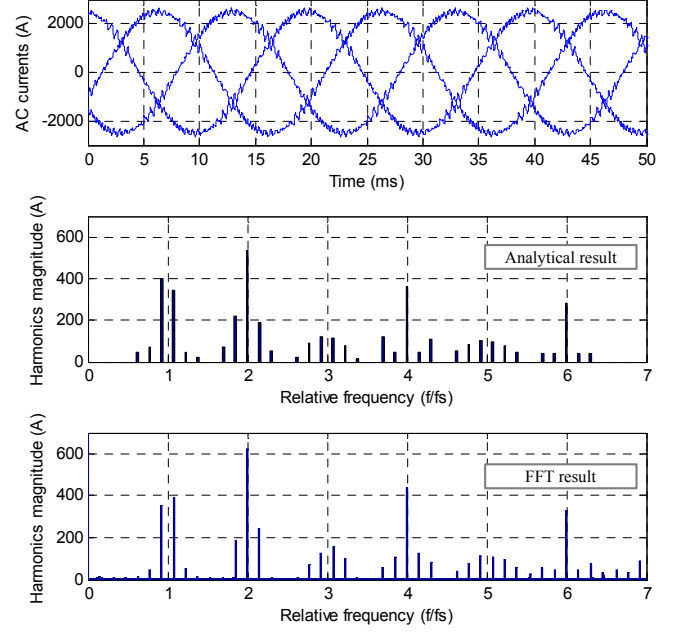 AC currents (A)
2000
0
-2000
0 5 10 15 20 25 30 35 40 45 50
Time (ms)
Harmonics magnitude (A)
600
400
200
0
Analytical result
0 1 2 3 4 5 6 7
Relative frequency (f/fs)
Harmonics magnitude (A)
600
400
200
0
FFT result
0 1 2 3 4 5 6 7
Relative frequency (f/fs)